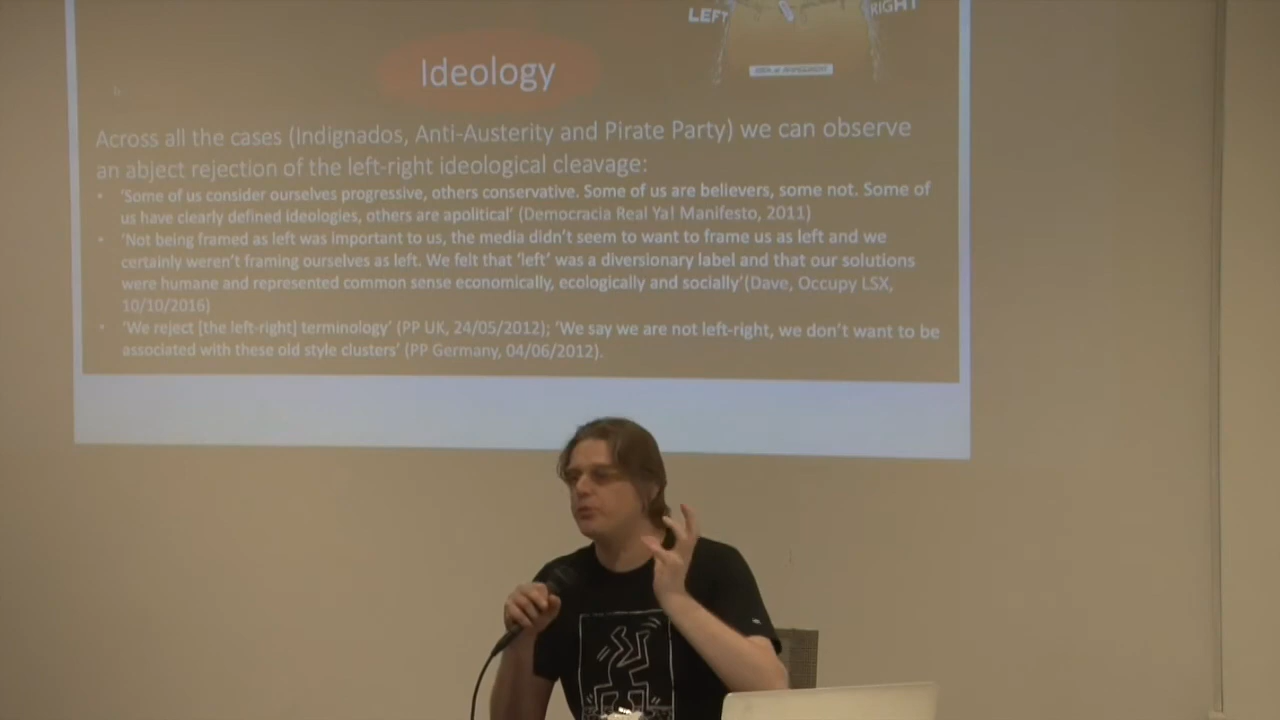 LEFT
RIGHT
Ideology
Across all the cases (Indignados, Anti-Austerity and Pirate Party) we can observe
an abject rejection of the left-right ideological cleavage:
• ‘Some of us consider ourselves progressive, others conservative. Some of us are believers, some not. Some of
us have clearly defined ideologies, others are apolitical’ (Democracia Real Ya! Manifesto, 2011)
• ‘Not being framed as left was important to us, the media didn’t seem to want to frame us as left and we
certainly weren’t framing ourselves as left. We felt that ‘left’ was a diversionary label and that our solutions
were humane and represented common sense economically, ecologically and socially’(Dave, Occupy LSX,
10/10/2016)
• ‘We reject [the left-right] terminology’ (PP UK, 24/05/2012); ‘We say we are not left-right, we don’t want to be
associated with these old style clusters’ (PP Germany, 04/06/2012).